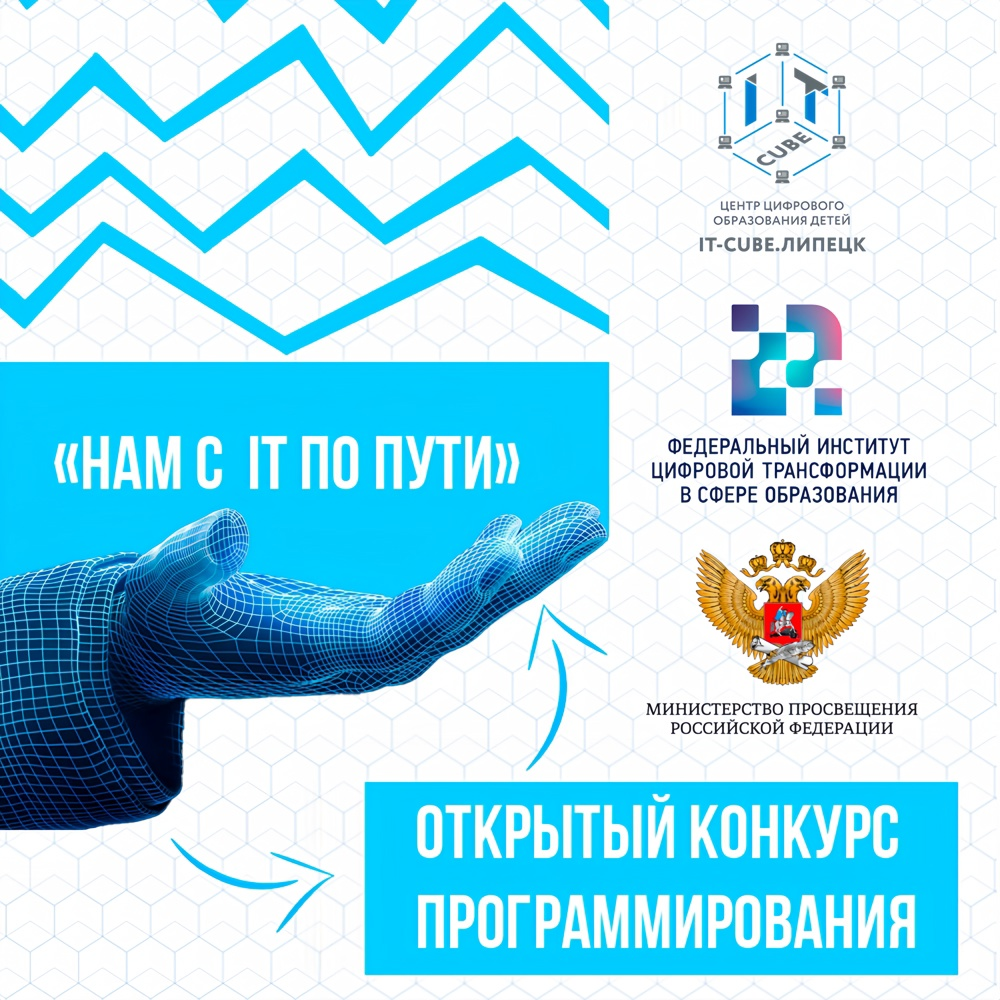 IT
CUBE
ЦЕНТР ЦИФРОВОГО
ОБРАЗОВАНИЯ ДЕТЕЙ
IT-CUBE.ЛИПЕЦК
ФЕДЕРАЛЬНЫЙ ИНСТИТУТ
ЦИФРОВОЙ ТРАНСФОРМАЦИИ
В СФЕРЕ ОБРАЗОВАНИЯ
«НАМ С IT ПО ПУТИ»
МИНИСТЕРСТВО ПРОСВЕЩЕНИЯ
РОССИЙСКОЙ ФЕДЕРАЦИИ
ОТКРЫТЫЙ КОНКУРС
ПРОГРАММИРОВАНИЯ